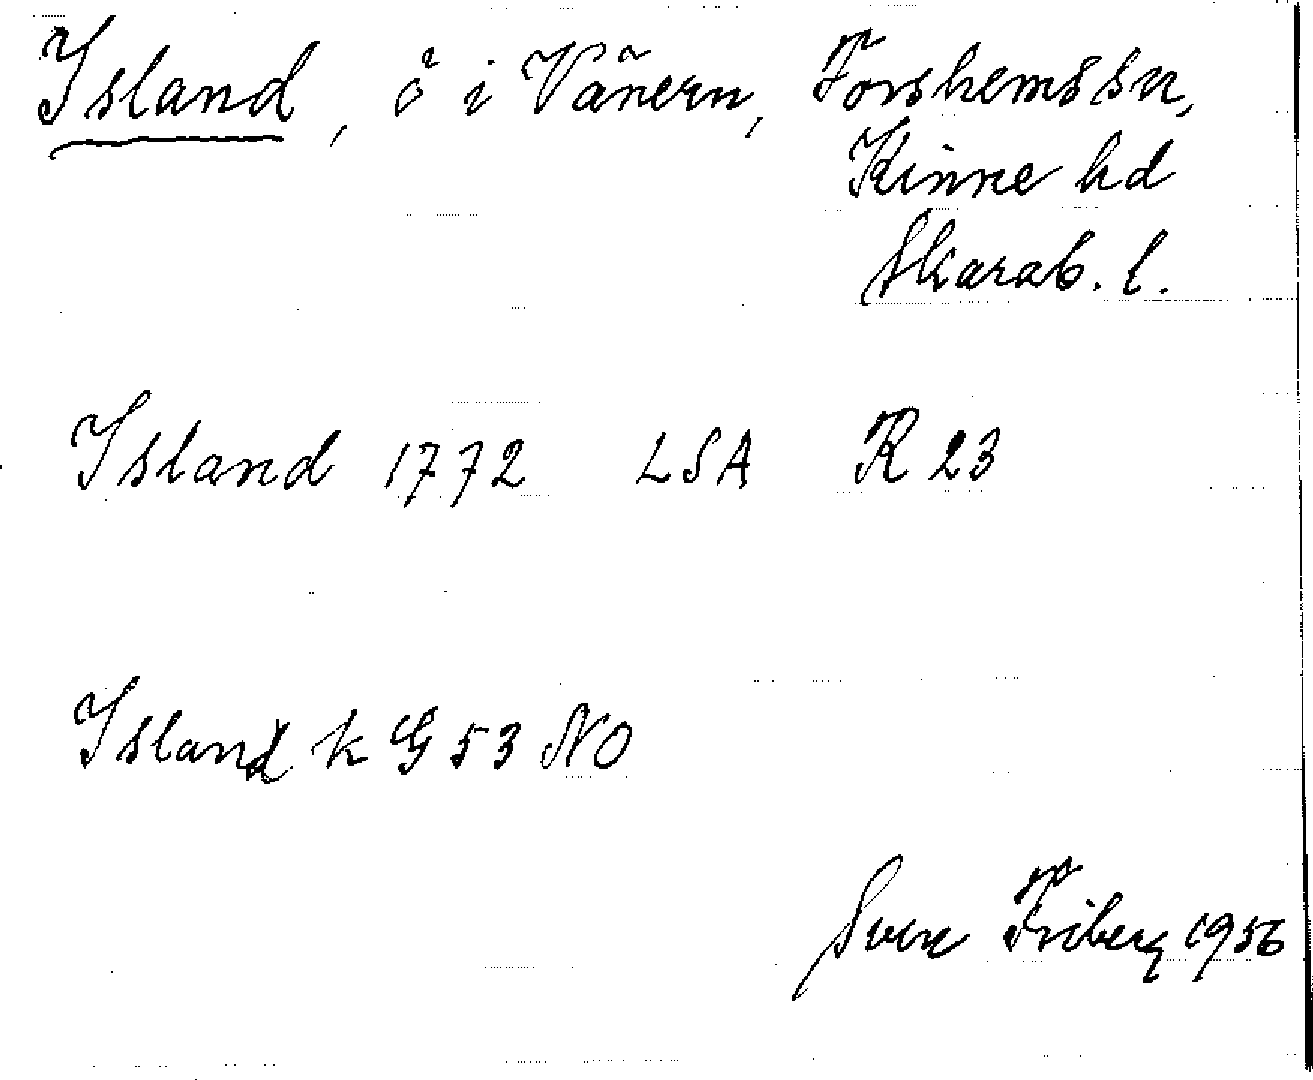 Island, ö i Vänern, Forshems sn,
Kinne hd
Skarab. l.
Island 1772 LSA R 23
Island k G 53 NO
Sven Friberg 1956